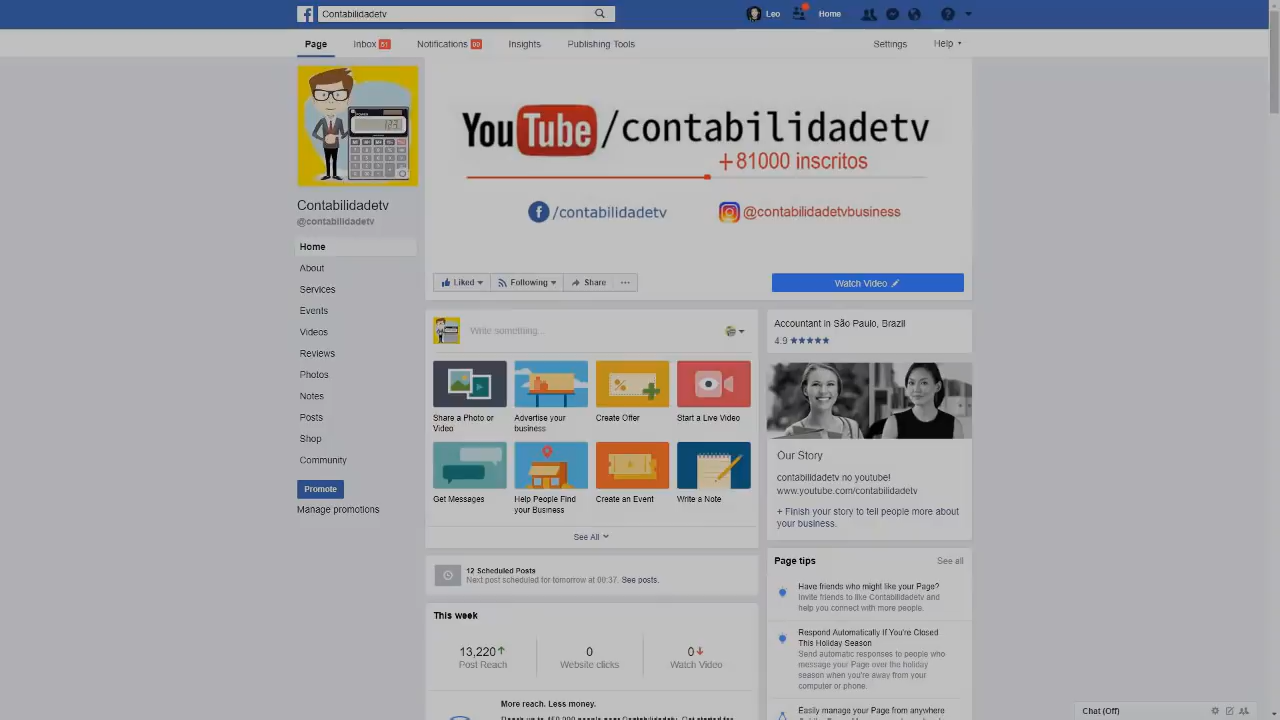 Contabilidadetv
Leo
Home
Page
Inbox
Notifications
Insights
Publishing Tools
Settings
Help
YouTube/contabilidadetv
+81000 inscritos
/contabilidadetv
@contabilidadetvbusiness
Contabilidadetv
@contabilidadetv
Home
About
Services
Events
Videos
Reviews
Photos
Notes
Posts
Shop
Community
Promote
Manage promotions
Liked
Following
Share
Watch Video
Write something...
Share a Photo or
Video
Advertise your
business
Create Offer
Start a Live Video
Get Messages
Help People Find
your Business
Create an Event
Write a Note
See All
12 Scheduled Posts
Next post scheduled for tomorrow at 00:37. See posts.
This week
13,220
Post Reach
0
Website clicks
0
Watch Video
More reach. Less money.
Accountant in São Paulo, Brazil
4.9
Our Story
contabilidadetv no youtube!
www.youtube.com/contabilidadetv
+ Finish your story to tell people more about
your business.
Page tips
See all
Have friends who might like your Page?
Invite friends to like Contabilidadetv and
help you connect with more people.
Respond Automatically If You're Closed
This Holiday Season
Send automatic responses to people who
message your Page over the holiday
season when you're away from your
computer or phone.
Easily manage your Page from anywhere
Chat (Off)